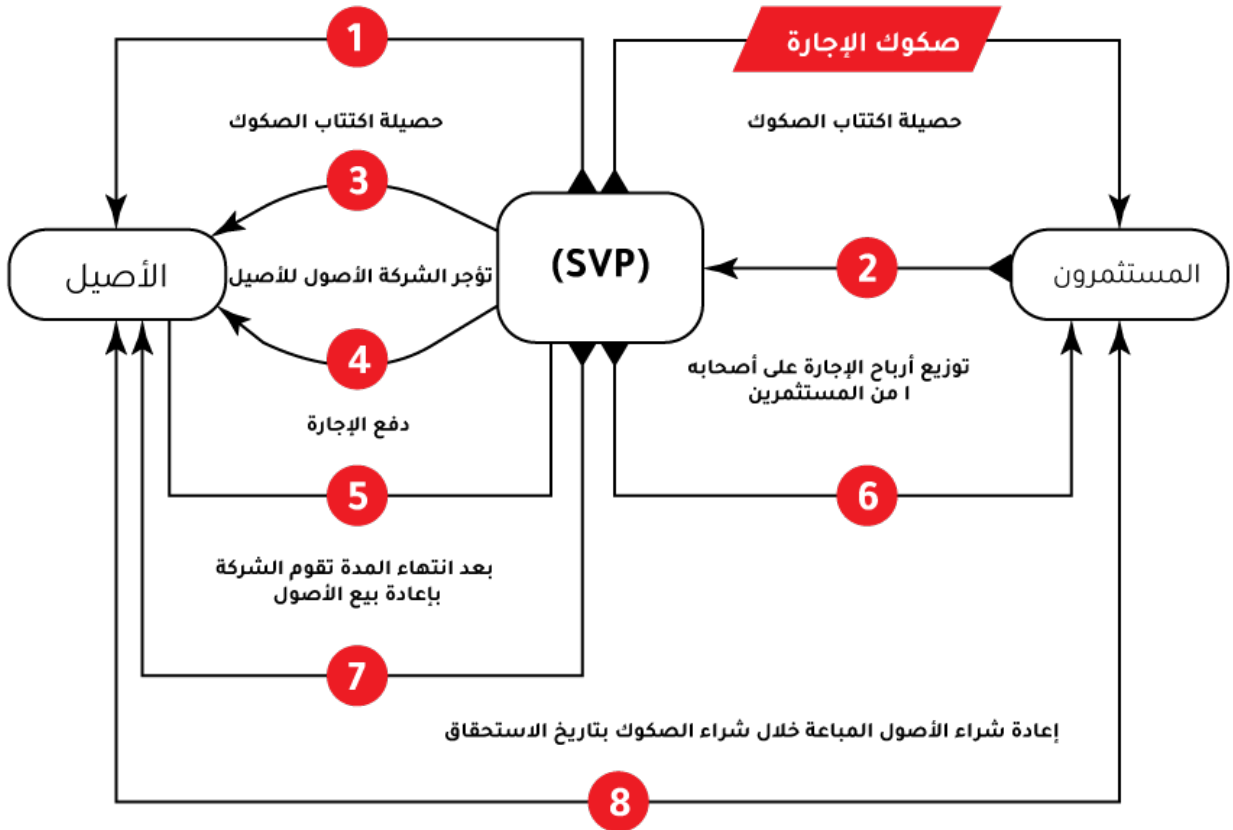 صكوك الإجارة
1
حصيلة اكتتاب الصكوك
حصيلة اكتتاب الصكوك
3
المستثمرون
2
(SVP)
تؤجر الشركة الأصول للأصيل
الأصيل
4
توزيع أرباح الإجارة على أصحابه
ا من المستثمرين
دفع الإجارة
6
5
بعد انتهاء المدة تقوم الشركة
بإعادة بيع الأصول
7
إعادة شراء الأصول المباعة خلال شراء الصكوك بتاريخ الاستحقاق
8